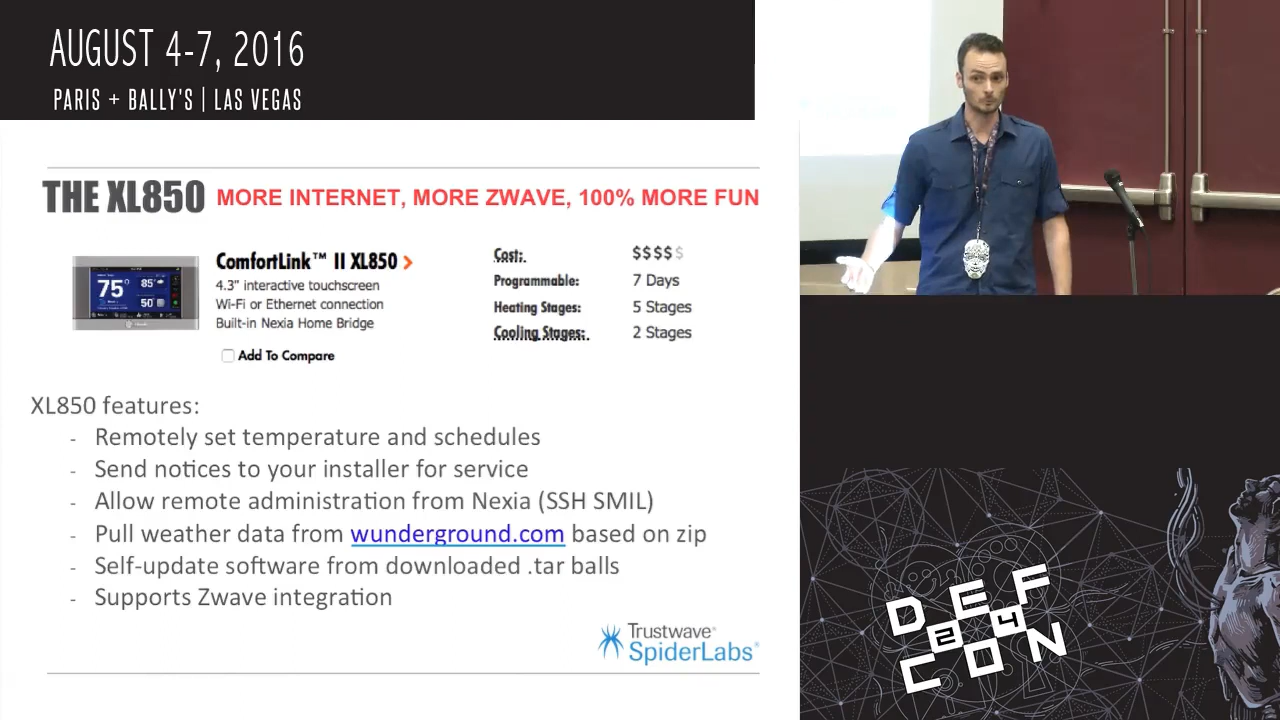 AUGUST 4-7, 2016
PARIS + BALLY'S | LAS VEGAS
THE XL850 MORE INTERNET, MORE ZWAVE, 100% MORE FUN
75°
85°
50°
ComfortLink™ II XL850
4.3" interactive touchscreen
Wi-Fi or Ethernet connection
Built-in Nexia Home Bridge
Add To Compare
Cost: $$$$$
Programmable: 7 Days
Heating Stages: 5 Stages
Cooling Stages: 2 Stages
XL850 features:
- Remotely set temperature and schedules
- Send notices to your installer for service
- Allow remote administration from Nexia (SSH SMIL)
- Pull weather data from wunderground.com based on zip
- Self-update software from downloaded .tar balls
- Supports Zwave integration
Trustwave®
SpiderLabs®
DEF
24
CON